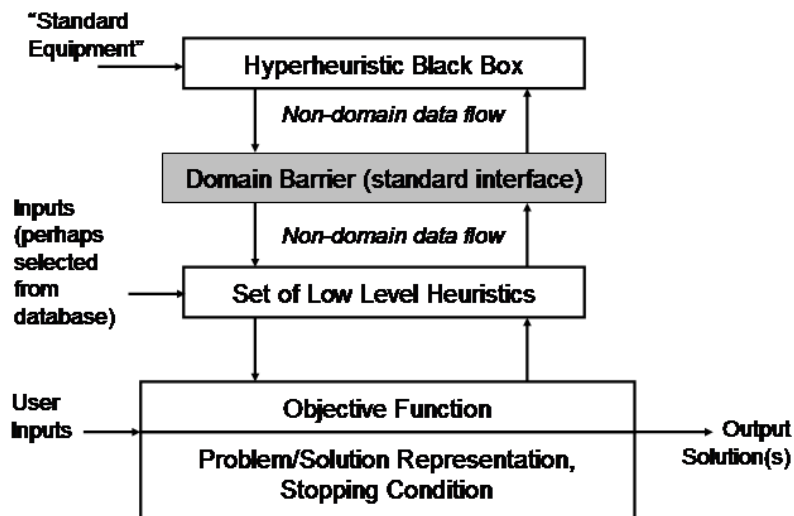 “Standard
Equipment”
Hyperheuristic Black Box
Non-domain data flow
Domain Barrier (standard interface)
Inputs
(perhaps
selected
from
database)
Non-domain data flow
Set of Low Level Heuristics
User
Inputs
Objective Function
Problem/Solution Representation,
Stopping Condition
Output
Solution(s)